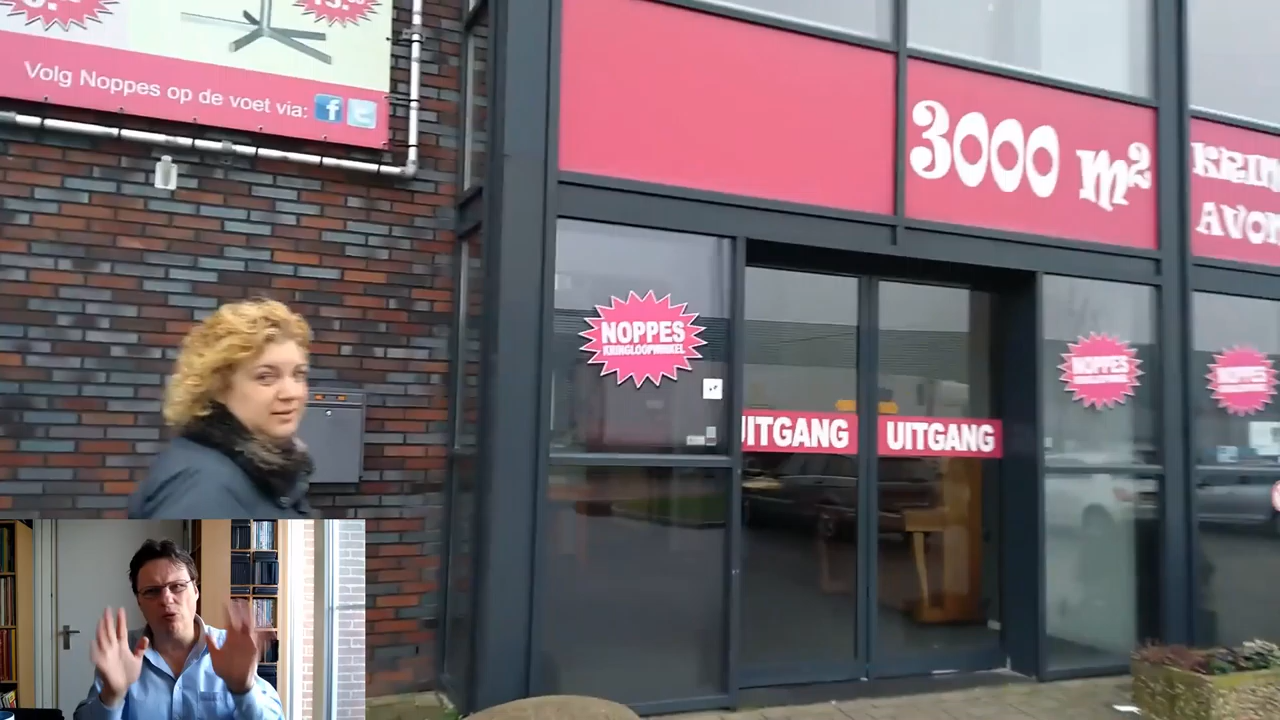 Volg Noppes op de voet via:
3000 m²
NOPPES
KRINGLOOPWINKEL
UITGANG
UITGANG
NOPPES
NOPPES